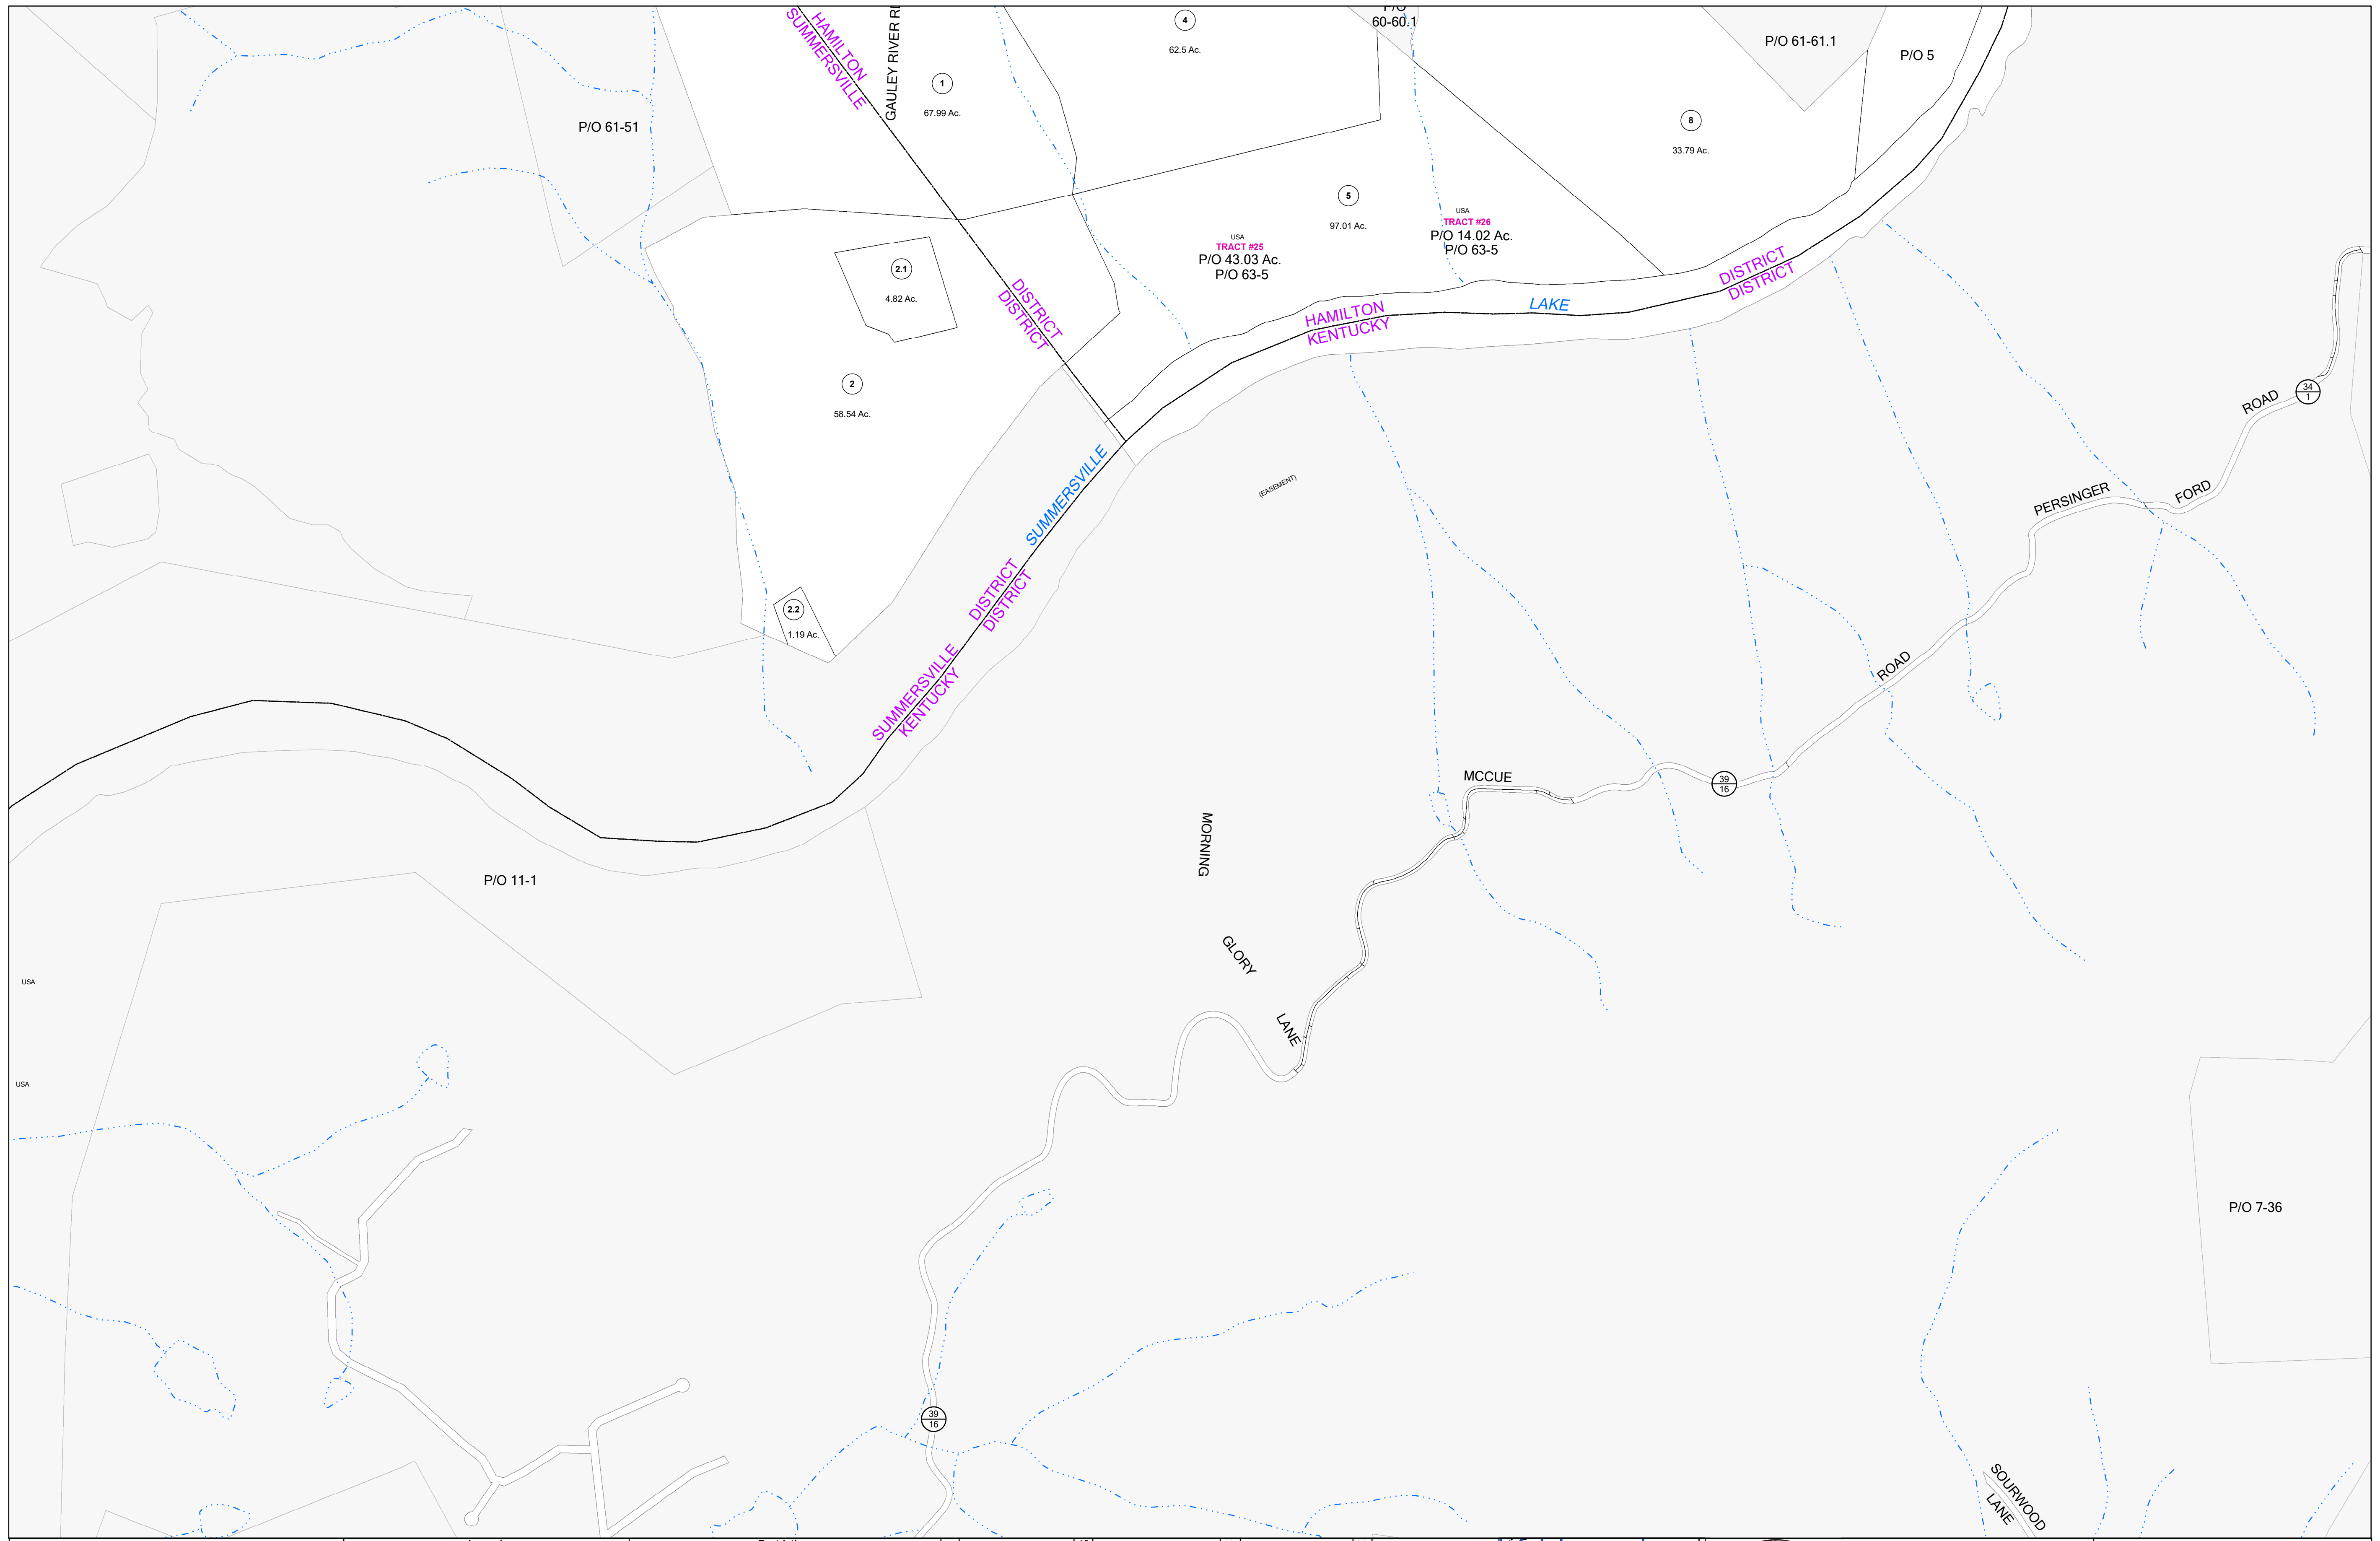 HAMILTON
SUMMERSVILLE
GAULEY RIVER
4
62.5 Ac.
P/O
60-60.1
P/O 61-61.1
P/O 5
1
67.99 Ac.
P/O 61-51
8
33.79 Ac.
5
97.01 Ac.
USA
TRACT #26
P/O 14.02 Ac.
P/O 63-5
USA
TRACT #25
P/O 43.03 Ac.
P/O 63-5
2.1
4.82 Ac.
DISTRICT
DISTRICT
DISTRICT
DISTRICT
HAMILTON
KENTUCKY
LAKE
2
58.54 Ac.
34
1
ROAD
FORD
PERSINGER
SUMMERSVILLE
(EASEMENT)
DISTRICT
DISTRICT
2.2
1.19 Ac.
SUMMERSVILLE
KENTUCKY
ROAD
MCCUE
39
16
MORNING
GLORY
LANE
P/O 11-1
USA
USA
P/O 7-36
39
16
SOURWOOD
LANE